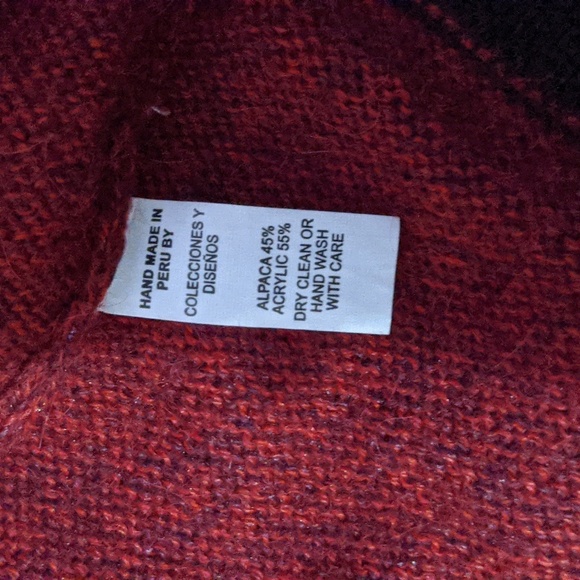 HAND MADE IN
PERU BY
COLECCIONES Y
DISEÑOS
ALPACA 45%
ACRYLIC 55%
DRY CLEAN OR
HAND WASH
WITH CARE